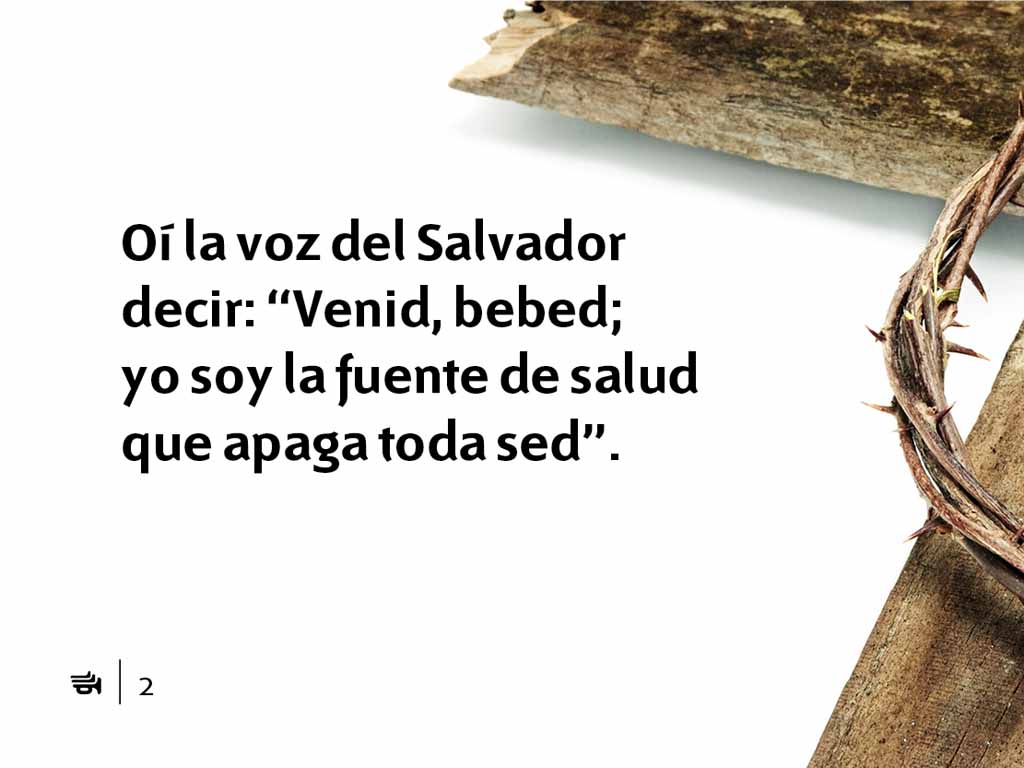 Oí la voz del Salvador
decir: “Venid, bebed;
yo soy la fuente de salud
que apaga toda sed”.
2